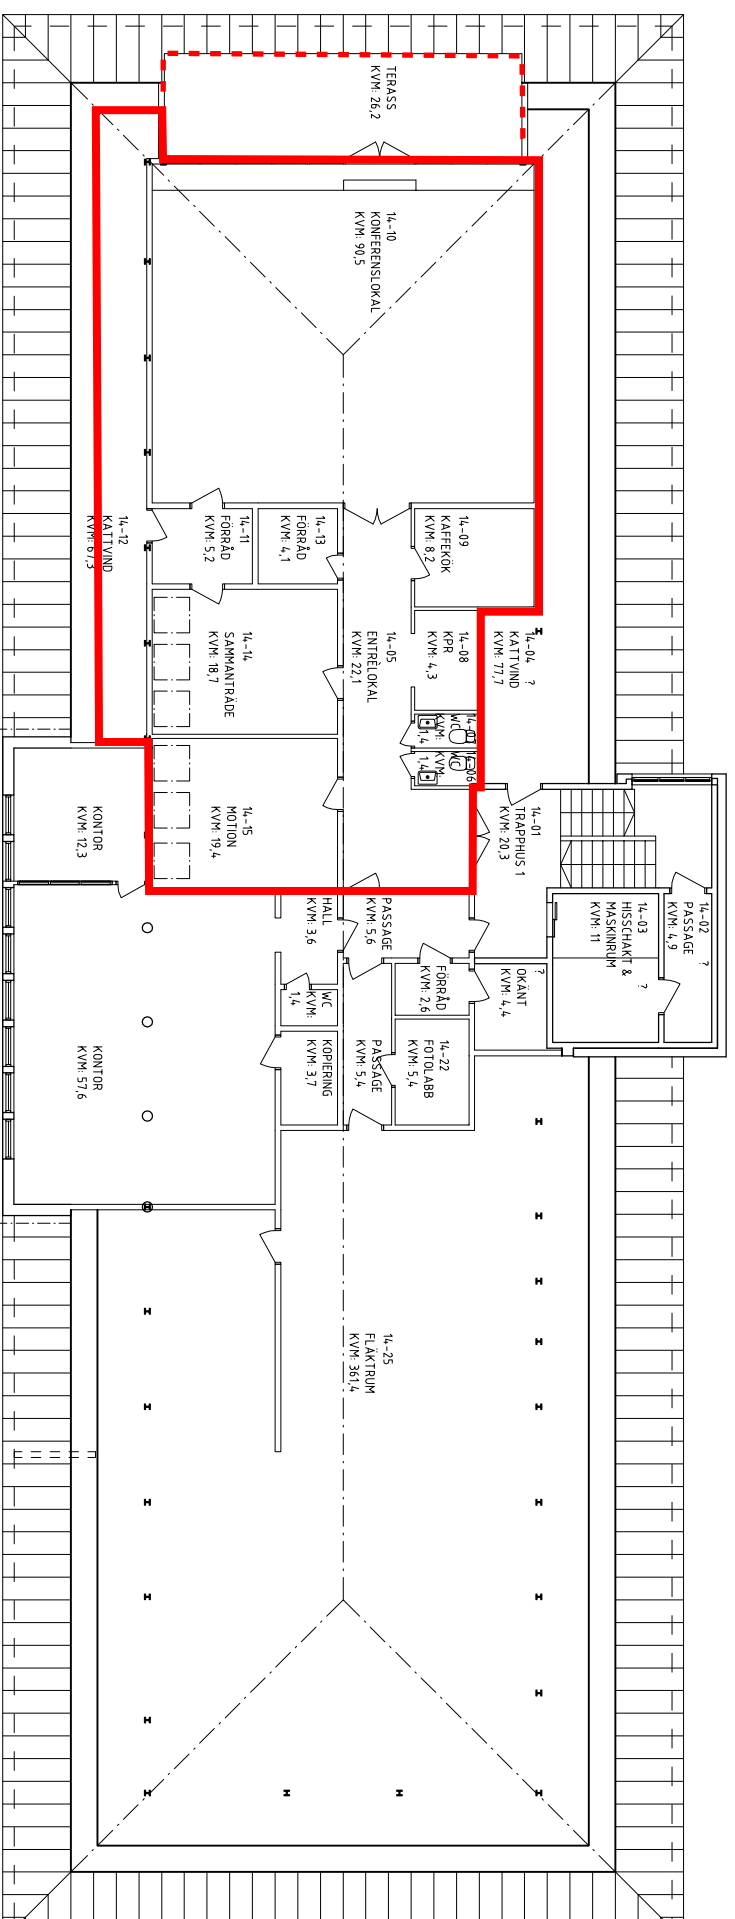 TERASS
KVM: 26,2
14-10
KONFERENSLOKAL
KVM: 90,5
14-09
KAFFEKÖK
KVM: 8,2
14-13
FÖRRÅD
KVM: 4,1
14-11
FÖRRÅD
KVM: 5,2
14-12
KATTVIND
KVM: 67,3
14-04 ?
KATTVIND
KVM: 77,7
14-08
KPR
KVM: 4,3
14-05
ENTRÈLOKAL
KVM: 22,1
14-14
SAMMANTRÄDE
KVM: 18,7
14-07
WC
KVM:
1,4
14-06
WC
KVM:
1,4
14-01
TRAPPHUS 1
KVM: 20,3
14-15
MOTION
KVM: 19,4
KONTOR
KVM: 12,3
14-02 ?
PASSAGE
KVM: 4,9
14-03 ?
HISSCHAKT &
MASKINRUM
KVM: 11
PASSAGE
KVM: 5,6
HALL
KVM: 3,6
?
OKÄNT
KVM: 4,4
FÖRRÅD
KVM: 2,6
WC
KVM:
1,4
14-22
FOTOLABB
KVM: 5,4
PASSAGE
KVM: 5,4
KOPIERING
KVM: 3,7
KONTOR
KVM: 57,6
14-25
FLÄKTRUM
KVM: 361,4